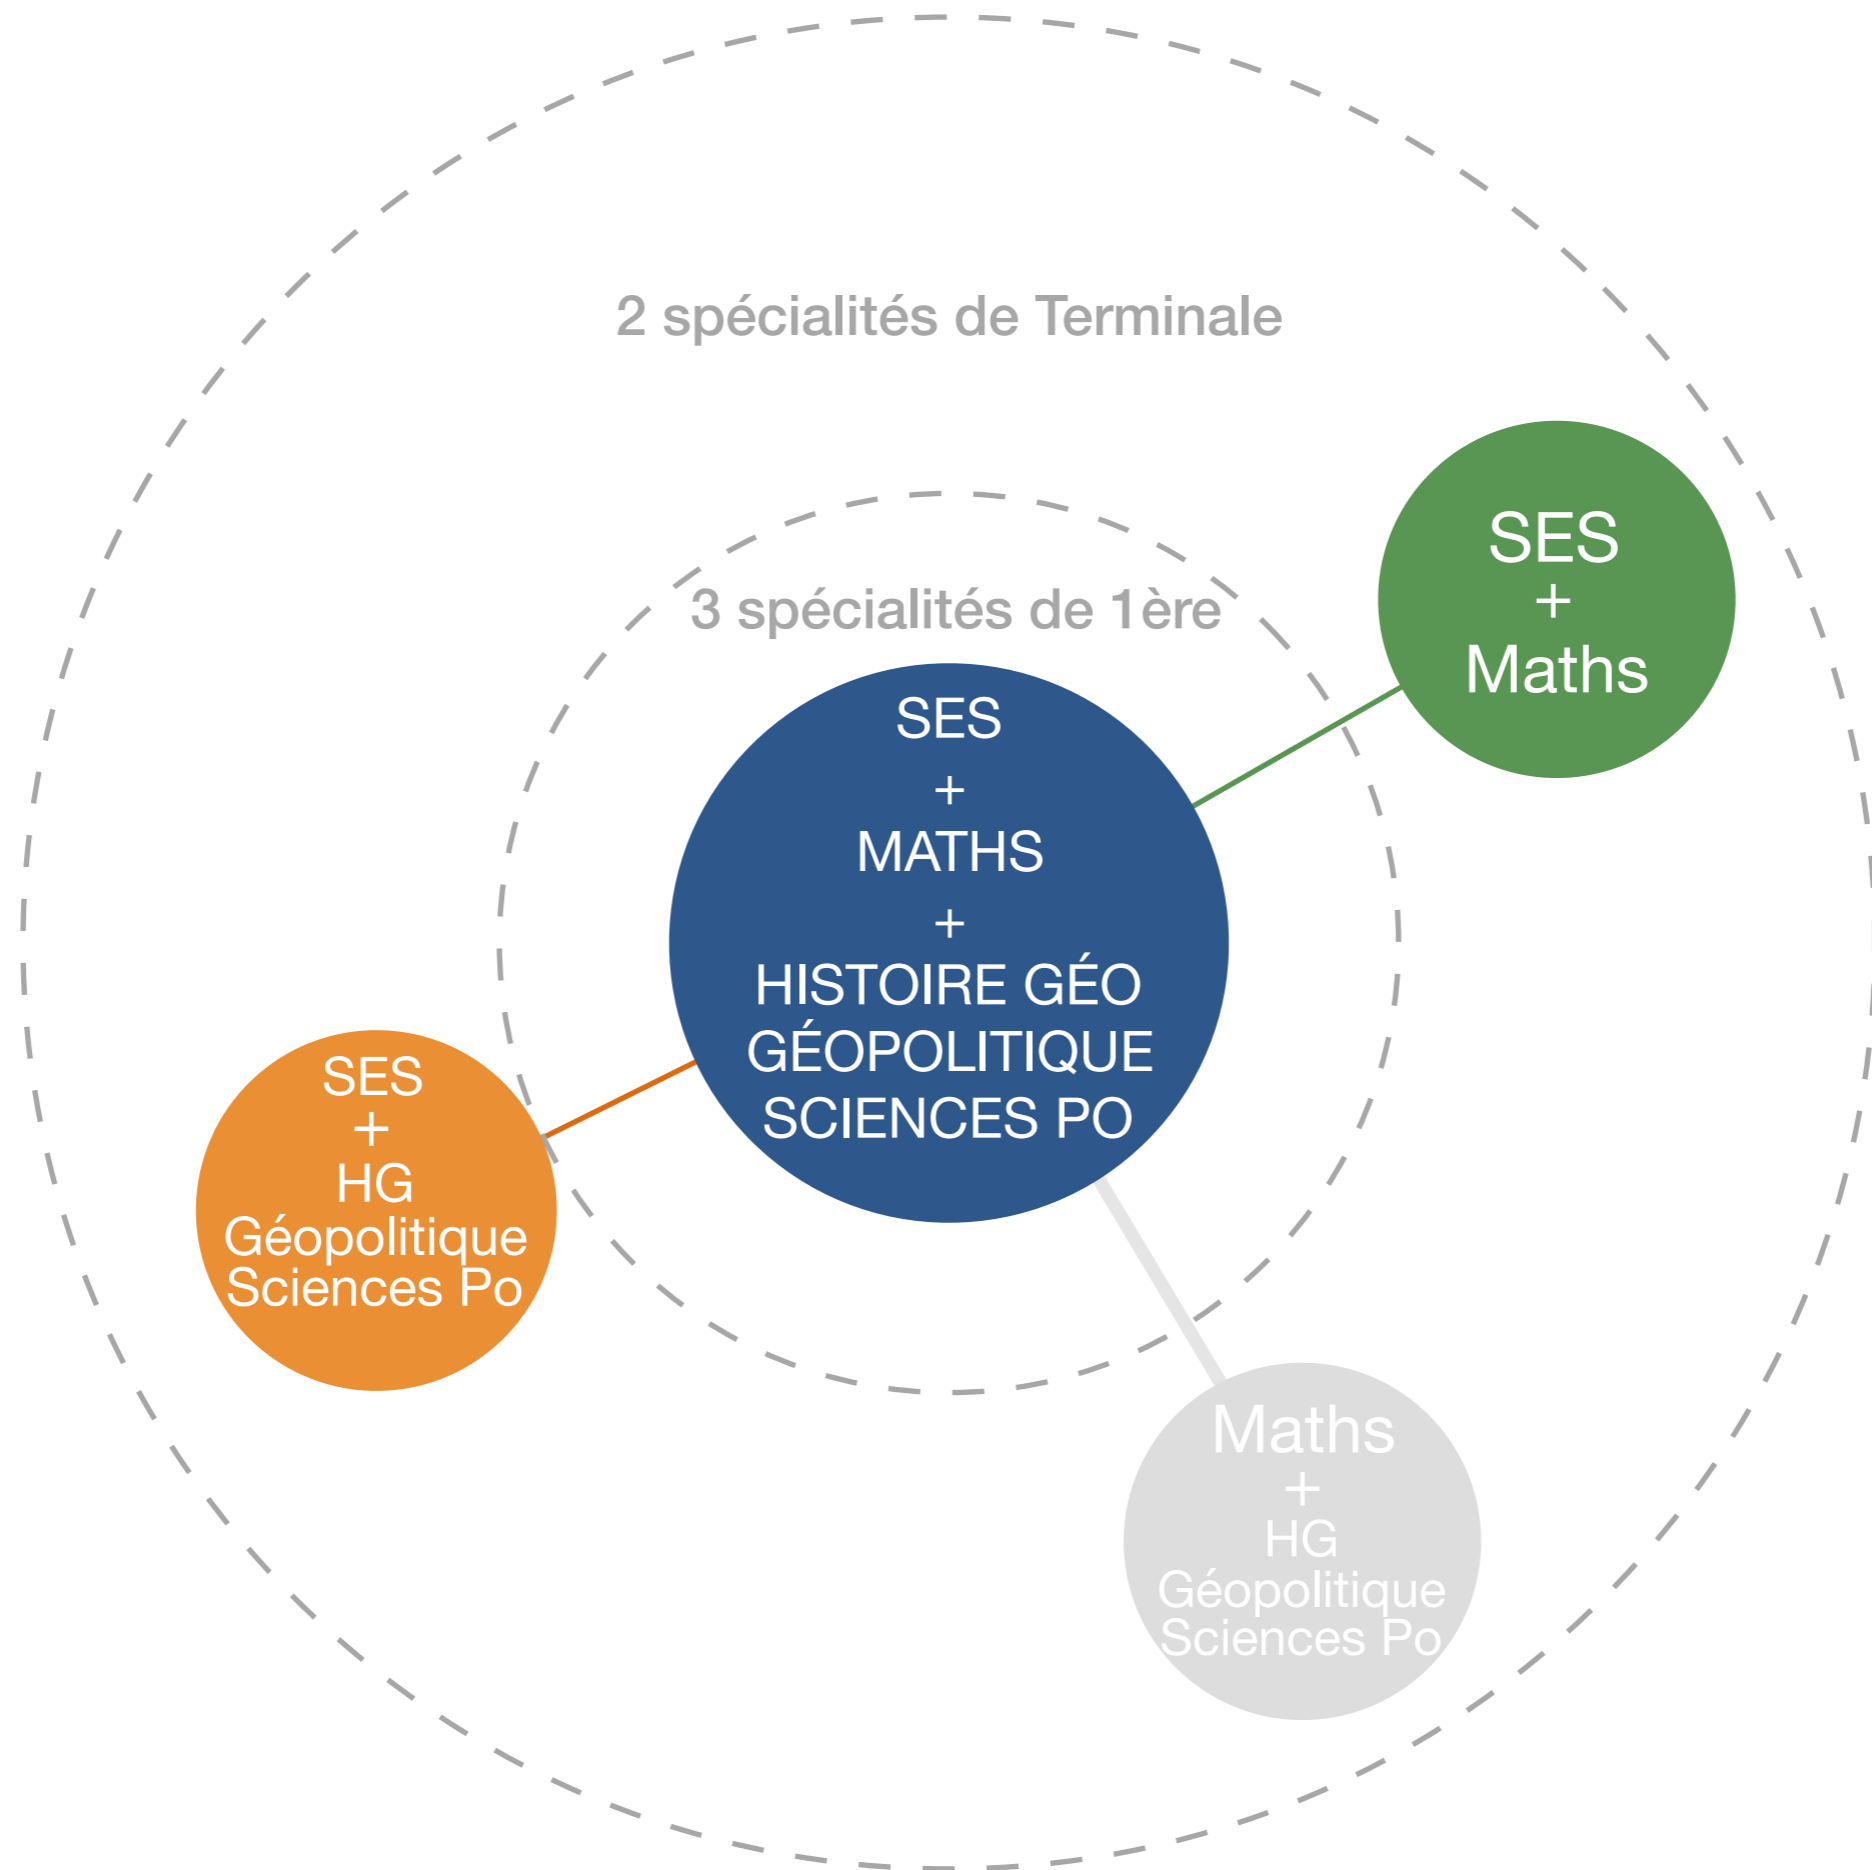 2 spécialités de Terminale
3 spécialités de 1ère
SES
+
Maths
SES
+
MATHS
+
HISTOIRE GÉO
GÉOPOLITIQUE
SCIENCES PO
SES
+
HG
Géopolitique
Sciences Po
Maths
+
HG
Géopolitique
Sciences Po